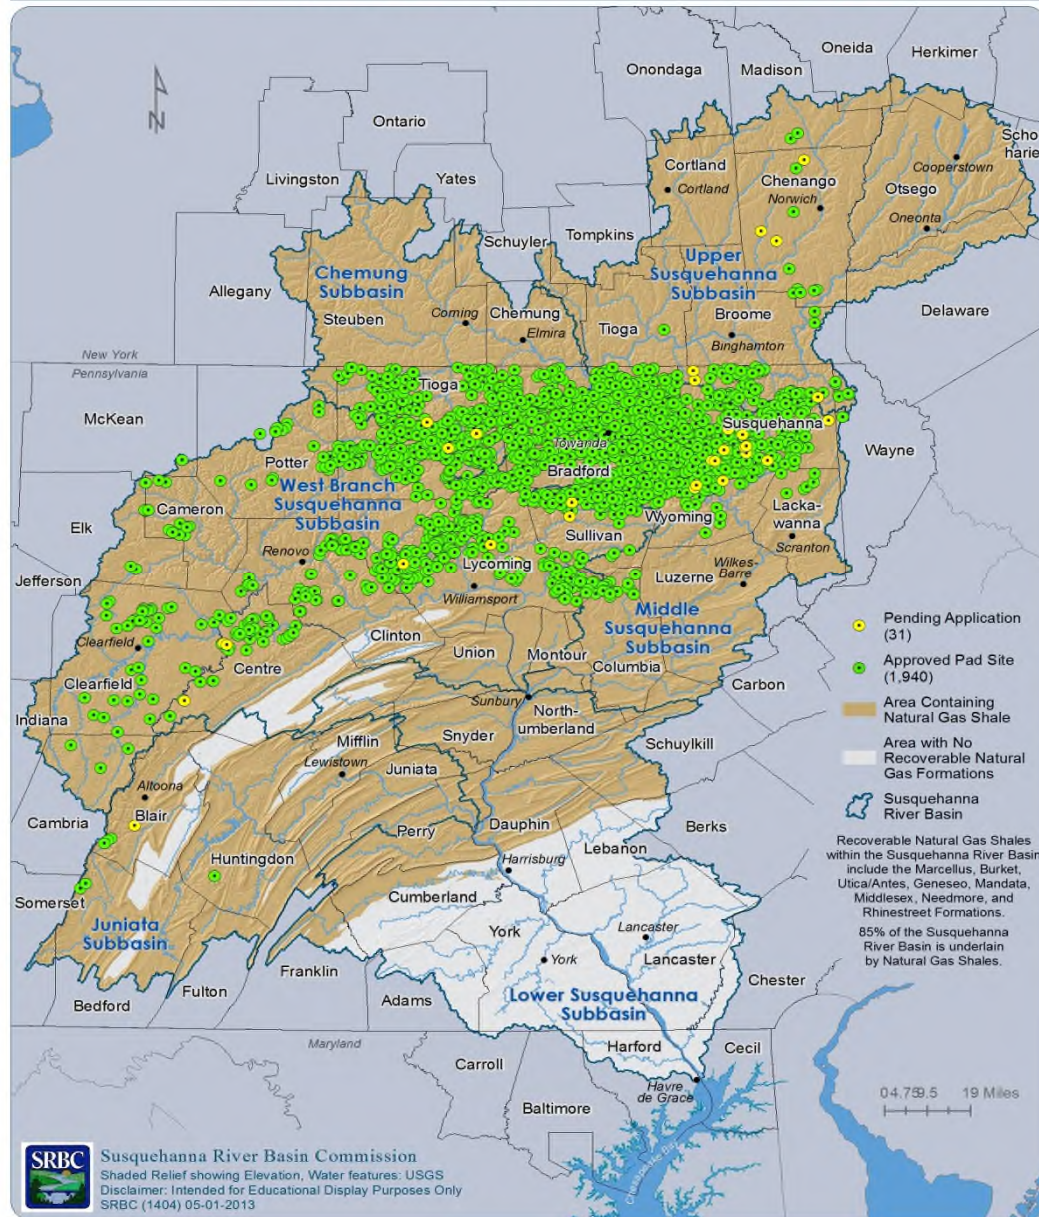 Oneida
Herkimer
Onondaga
Madison
Ontario
Scho-
harie
Cortland
Cooperstown
Livingston
Yates
Cortland
Chenango
Otsego
Norwich
Oneonta
Schuyler
Tompkins
Upper
Susquehanna
Subbasin
Chemung
Subbasin
Allegany
Steuben
Corning
Chemung
Elmira
Tioga
Broome
Binghamton
Delaware
New York
Pennsylvania
Tioga
McKean
Susquehanna
Towanda
Wayne
Potter
Bradford
West Branch
Susquehanna
Subbasin
Cameron
Wyoming
Lacka-
wanna
Elk
Sullivan
Renovo
Scranton
Lycoming
Wilkes-
Barre
Jefferson
Luzerne
Williamsport
Middle
Susquehanna
Subbasin
Clinton
Clearfield
Union
Montour
Centre
Columbia
Clearfield
Carbon
Sunbury
North-
umberland
Indiana
Snyder
Mifflin
Schuylkill
Lewistown
Juniata
Altoona
Blair
Cambria
Perry
Dauphin
Berks
Lebanon
Huntingdon
Harrisburg
Cumberland
Somerset
Juniata
Subbasin
York
Lancaster
York
Lancaster
Franklin
Chester
Bedford
Fulton
Adams
Lower Susquehanna
Subbasin
Maryland
Harford
Cecil
Carroll
Havre
de Grace
Baltimore
Chesapeake Bay
N
Pending Application
(31)
Approved Pad Site
(1,940)
Area Containing
Natural Gas Shale
Area with No
Recoverable Natural
Gas Formations
Susquehanna
River Basin
Recoverable Natural Gas Shales
within the Susquehanna River Basin
include the Marcellus, Burket,
Utica/Antes, Geneseo, Mandata,
Middlesex, Needmore, and
Rhinestreet Formations.
85% of the Susquehanna
River Basin is underlain
by Natural Gas Shales.
0 4.75 9.5 19 Miles
SRBC
Susquehanna River Basin Commission
Shaded Relief showing Elevation, Water features: USGS
Disclaimer: Intended for Educational Display Purposes Only
SRBC (1404) 05-01-2013